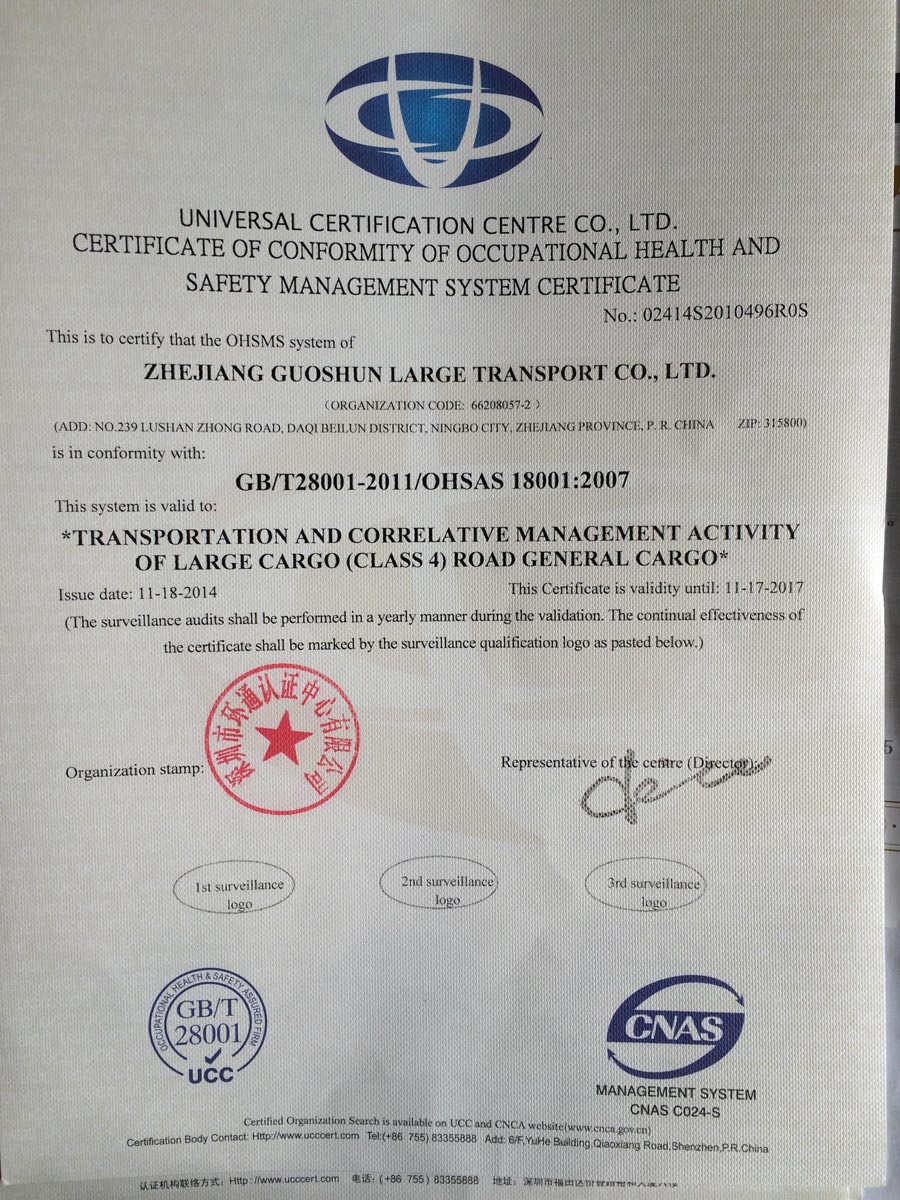 UNIVERSAL CERTIFICATION CENTRE CO., LTD.
CERTIFICATE OF CONFORMITY OF OCCUPATIONAL HEALTH AND
SAFETY MANAGEMENT SYSTEM CERTIFICATE
No.: 02414S2010496R0S
This is to certify that the OHSMS system of
ZHEJIANG GUOSHUN LARGE TRANSPORT CO., LTD.
(ORGANIZATION CODE: 66208057-2 )
(ADD: NO.239 LUSHAN ZHONG ROAD, DAQI BEILUN DISTRICT, NINGBO CITY, ZHEJIANG PROVINCE, P. R. CHINA ZIP: 315800)
is in conformity with:
GB/T28001-2011/OHSAS 18001:2007
This system is valid to:
*TRANSPORTATION AND CORRELATIVE MANAGEMENT ACTIVITY
OF LARGE CARGO (CLASS 4) ROAD GENERAL CARGO*
Issue date: 11-18-2014 This Certificate is validity until: 11-17-2017
(The surveillance audits shall be performed in a yearly manner during the validation. The continual effectiveness of
the certificate shall be marked by the surveillance qualification logo as pasted below.)
深圳市环通认证中心有限公司
Organization stamp: Representative of the centre (Director):
1st surveillance
logo
2nd surveillance
logo
3rd surveillance
logo
OCCUPATIONAL HEALTH & SAFETY ASSURED FIRM
GB/T
28001
UCC
CNAS
MANAGEMENT SYSTEM
CNAS C024-S
Certified Organization Search is available on UCC and CNCA website(www.cnca.gov.cn)
Certification Body Contact: Http://www.ucccert.com Tel:(+86 755) 83355888 Add: 6/F,YuHe Building,Qiaoxiang Road,Shenzhen,P.R.China
认证机构联络方式: Http://www.ucccert.com 电话: (+86 755) 83355888 地址: 深圳市福田区